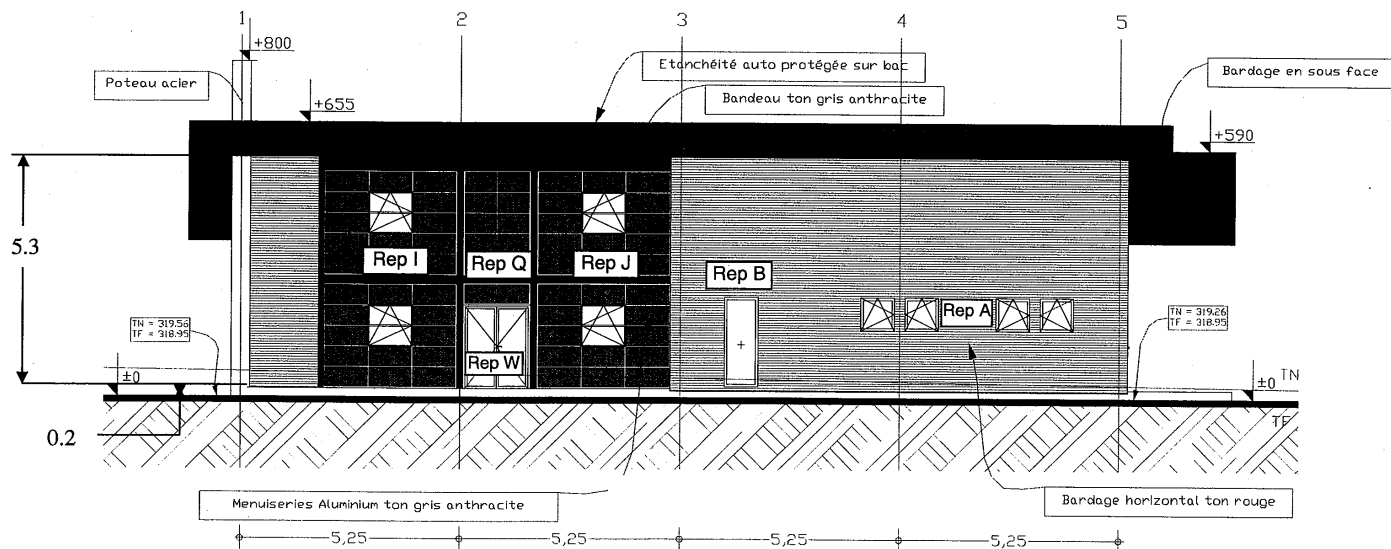 1
2
3
4
5
+800
Poteau acier
Etanchéité auto protégée sur bac
Bardage en sous face
+655
Bandeau ton gris anthracite
+590
5.3
Rep I
Rep Q
Rep J
Rep B
Rep A
TN = 319.56
TF = 318.95
TN = 319.26
TF = 318.95
Rep W
±0
±0
TN
0.2
TF
Menuiseries Aluminium ton gris anthracite
Bardage horizontal ton rouge
5,25
5,25
5,25
5,25